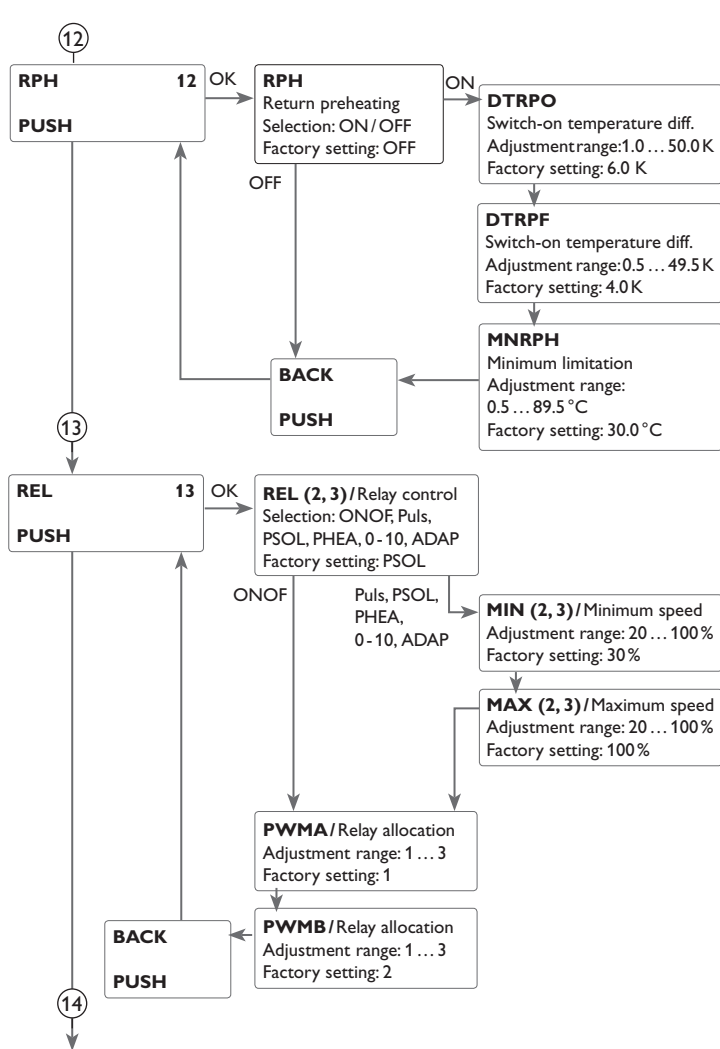 12
RPH 12
PUSH
OK
RPH
Return preheating
Selection: ON/OFF
Factory setting: OFF
ON
OFF
DTRPO
Switch-on temperature diff.
Adjustmentrange:1.0 … 50.0K
Factory setting: 6.0 K
DTRPF
Switch-on temperature diff.
Adjustment range:0.5 … 49.5K
Factory setting: 4.0K
MNRPH
Minimum limitation
Adjustment range:
0.5 … 89.5°C
Factory setting: 30.0°C
BACK
PUSH
13
REL 13
PUSH
OK
REL (2, 3)/Relay control
Selection: ONOF, Puls,
PSOL, PHEA, 0-10, ADAP
Factory setting: PSOL
ONOF
Puls, PSOL,
PHEA,
0-10, ADAP
MIN (2, 3)/Minimum speed
Adjustment range: 20 … 100%
Factory setting: 30%
MAX (2, 3)/Maximum speed
Adjustment range: 20 … 100%
Factory setting: 100%
PWMA/Relay allocation
Adjustment range: 1 … 3
Factory setting: 1
PWMB/Relay allocation
Adjustment range: 1 … 3
Factory setting: 2
BACK
PUSH
14